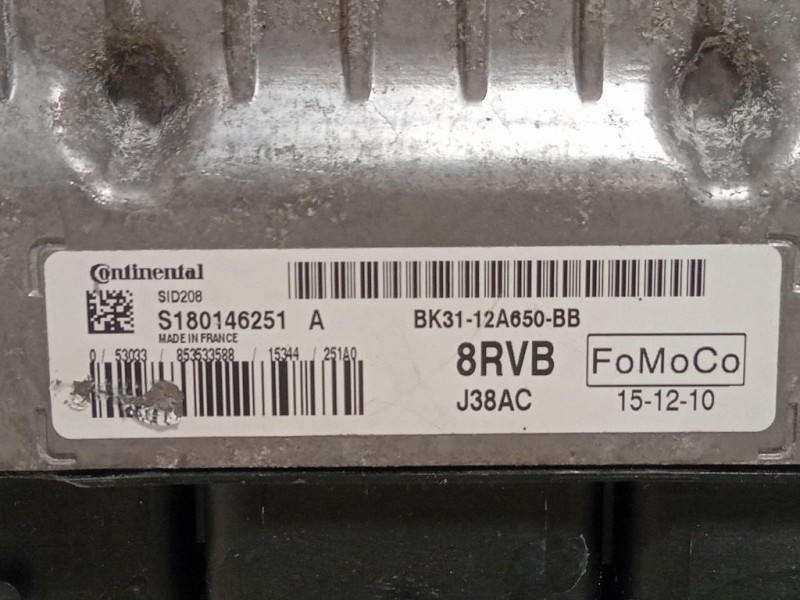 Continental
SID208
S180146251 A
BK31-12A650-BB
MADE IN FRANCE
0 / 53033 / 853533588 / 15344 / 251A0
8RVB
FoMoCo
J38AC
15-12-10